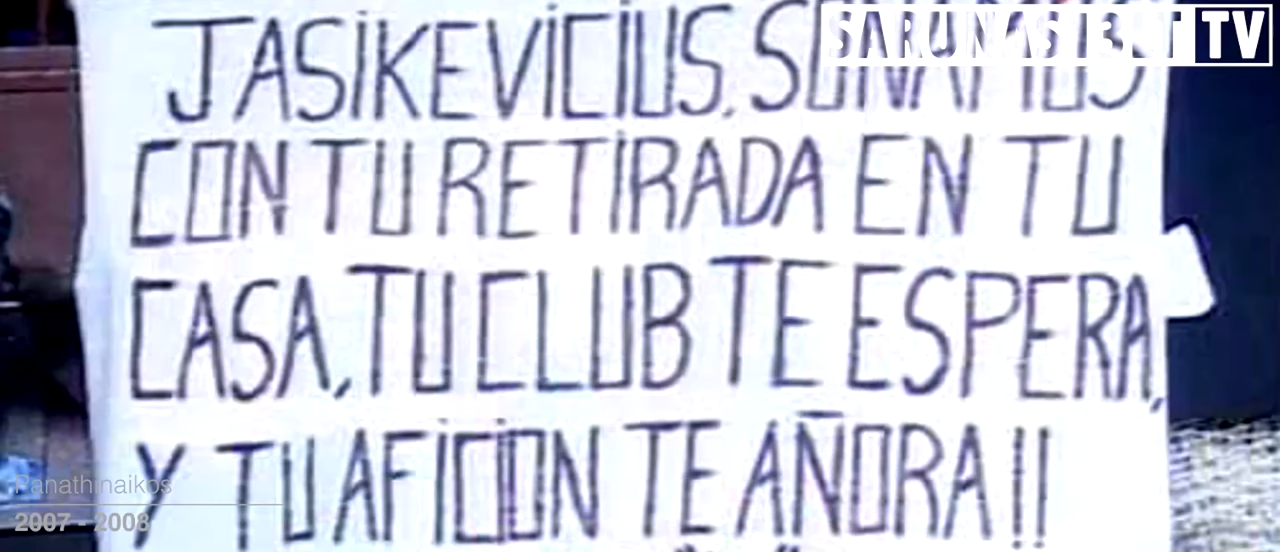 JASIKEVICIUS, SOÑAMOS
CON TU RETIRADA EN TU
CASA, TU CLUB TE ESPERA,
Y TU AFICION TE AÑORA!!
TV
Panathinaikos
2007 - 2008